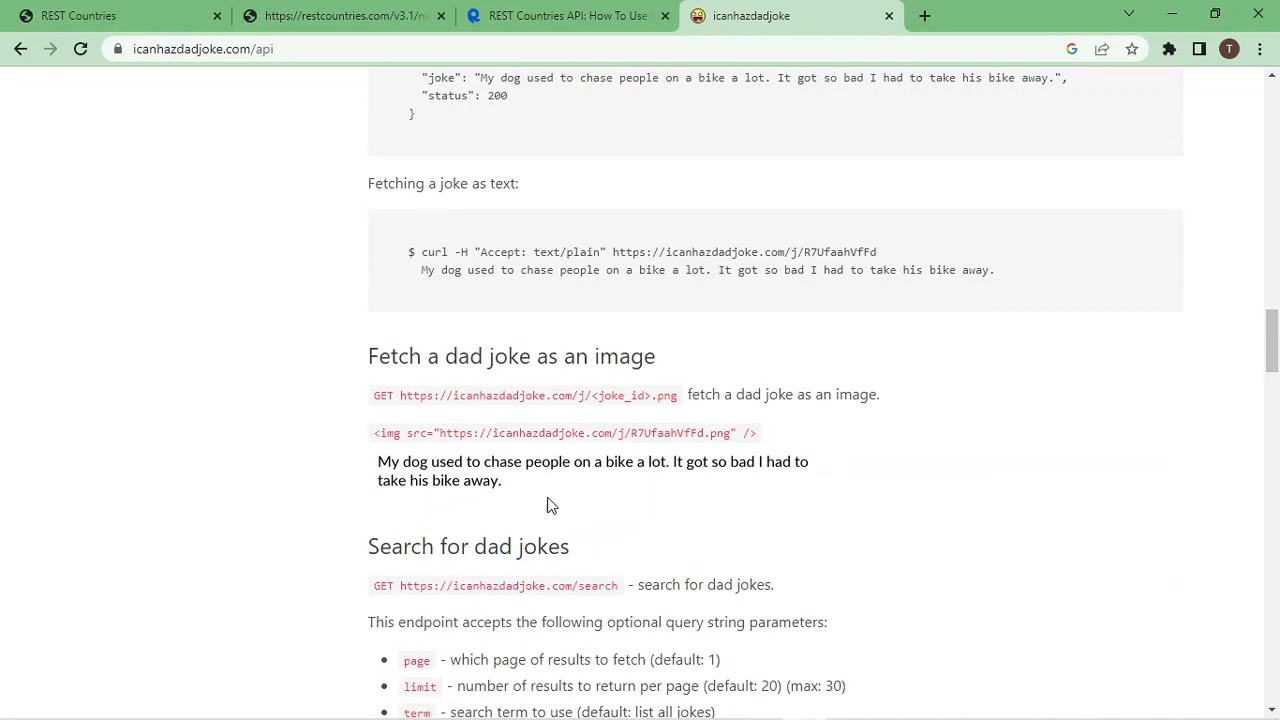 REST Countries
https://restcountries.com/v3.1/na
REST Countries API: How To Use
icanhazdadjoke
icanhazdadjoke.com/api
T
"joke": "My dog used to chase people on a bike a lot. It got so bad I had to take his bike away.",
"status": 200
}
Fetching a joke as text:
$ curl -H "Accept: text/plain" https://icanhazdadjoke.com/j/R7UfaahVfFd
My dog used to chase people on a bike a lot. It got so bad I had to take his bike away.
Fetch a dad joke as an image
GET https://icanhazdadjoke.com/j/<joke_id>.png fetch a dad joke as an image.
<img src="https://icanhazdadjoke.com/j/R7UfaahVfFd.png" />
My dog used to chase people on a bike a lot. It got so bad I had to
take his bike away.
Search for dad jokes
GET https://icanhazdadjoke.com/search - search for dad jokes.
This endpoint accepts the following optional query string parameters:
• page - which page of results to fetch (default: 1)
• limit - number of results to return per page (default: 20) (max: 30)
• term - search term to use (default: list all jokes)